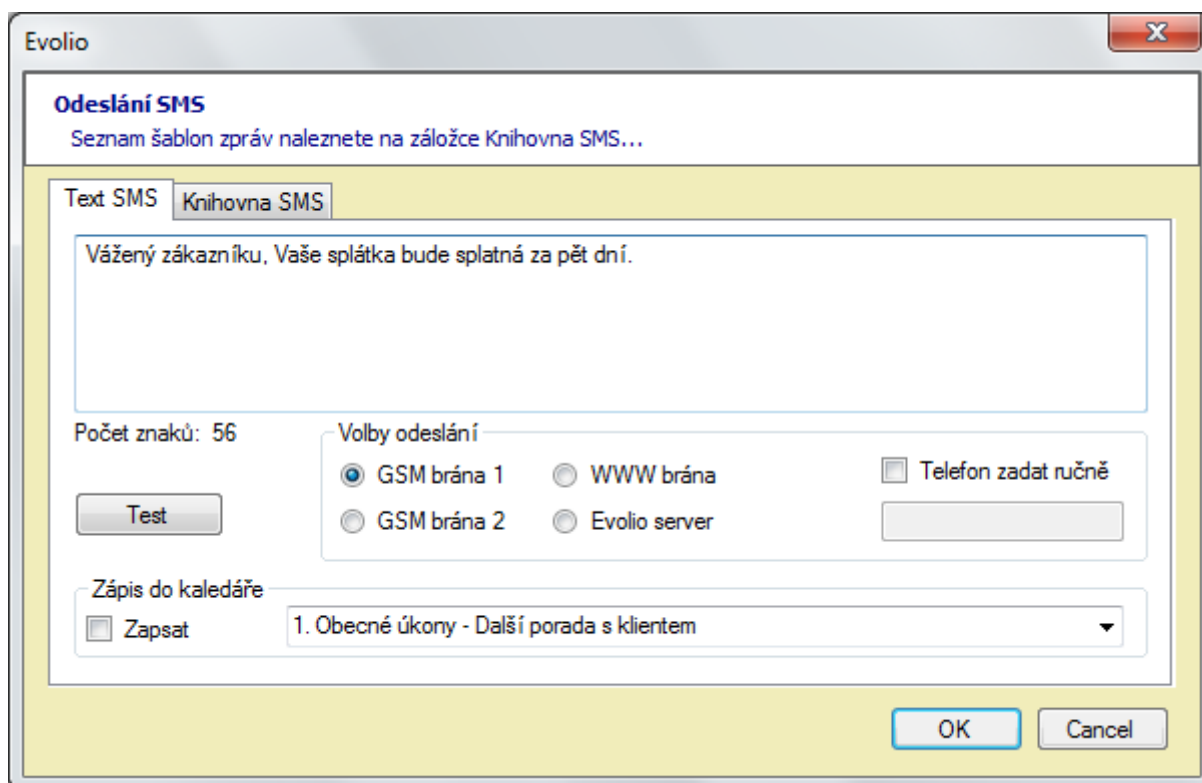 Evolio
Odeslání SMS
Seznam šablon zpráv naleznete na záložce Knihovna SMS...
Text SMS
Knihovna SMS
Vážený zákazníku, Vaše splátka bude splatná za pět dní.
Počet znaků: 56
Volby odeslání
GSM brána 1
WWW brána
Telefon zadat ručně
Test
GSM brána 2
Evolio server
Zápis do kaledáře
Zapsat
1. Obecné úkony - Další porada s klientem
OK
Cancel